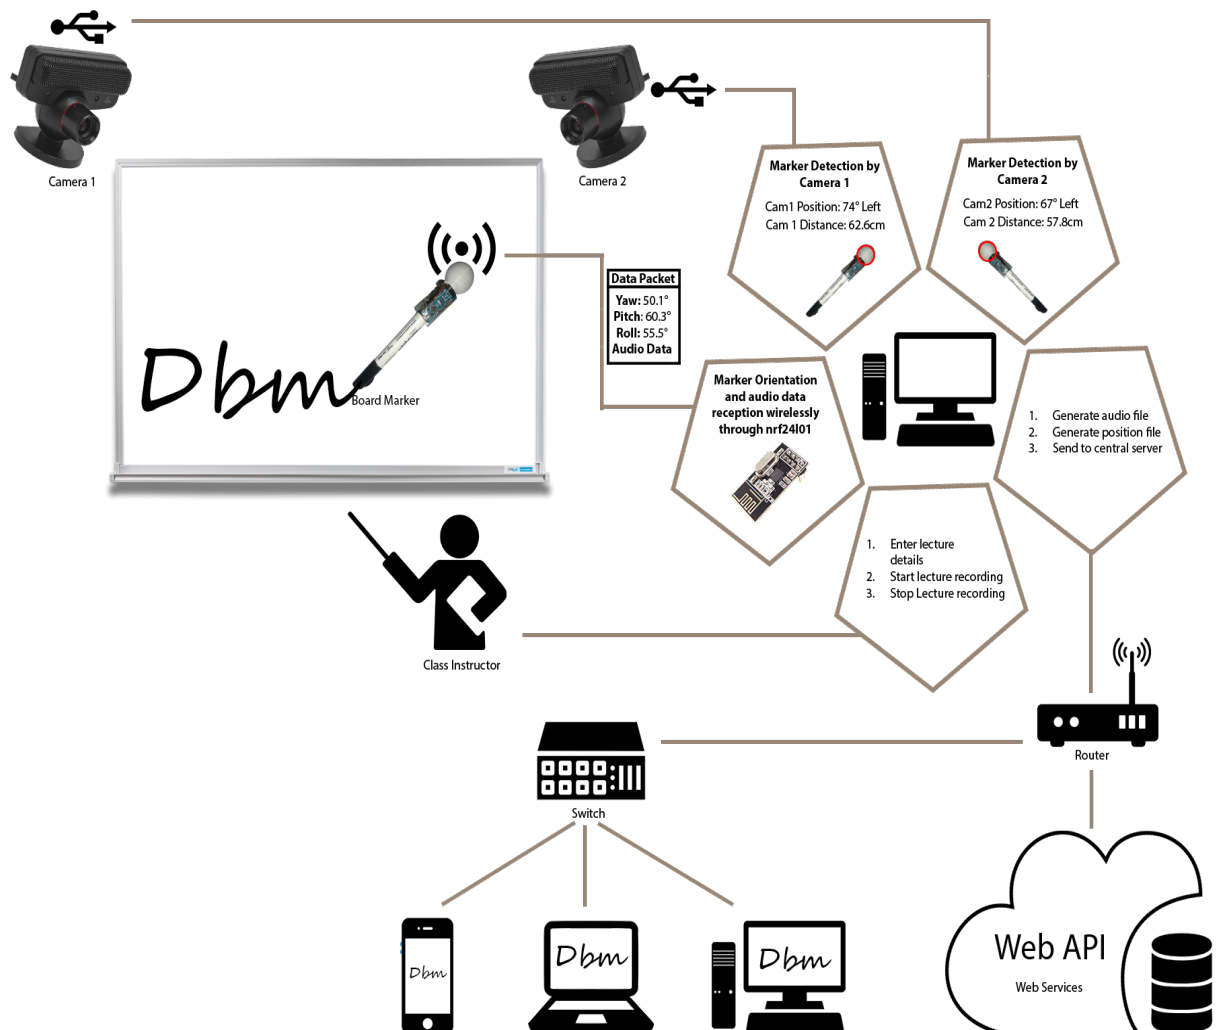 Camera 1
Camera 2
Marker Detection by
Camera 1
Cam1 Position: 74° Left
Cam 1 Distance: 62.6cm
Marker Detection by
Camera 2
Cam2 Position: 67° Left
Cam 2 Distance: 57.8cm
Data Packet
Yaw: 50.1°
Pitch: 60.3°
Roll: 55.5°
Audio Data
Dbm
Board Marker
Marker Orientation
and audio data
reception wirelessly
through nrf24l01
1. Generate audio file
2. Generate position file
3. Send to central server
1. Enter lecture
details
2. Start lecture recording
3. Stop Lecture recording
Class Instructor
Router
Switch
Dbm
Dbm
Dbm
Web API
Web Services